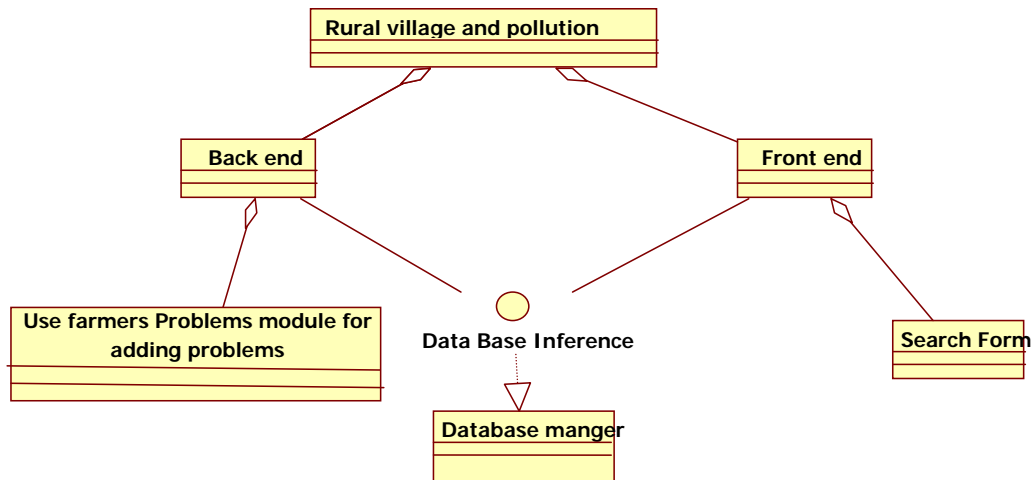 Rural village and pollution
Back end
Front end
Use farmers Problems module for
adding problems
Data Base Inference
Search Form
Database manger